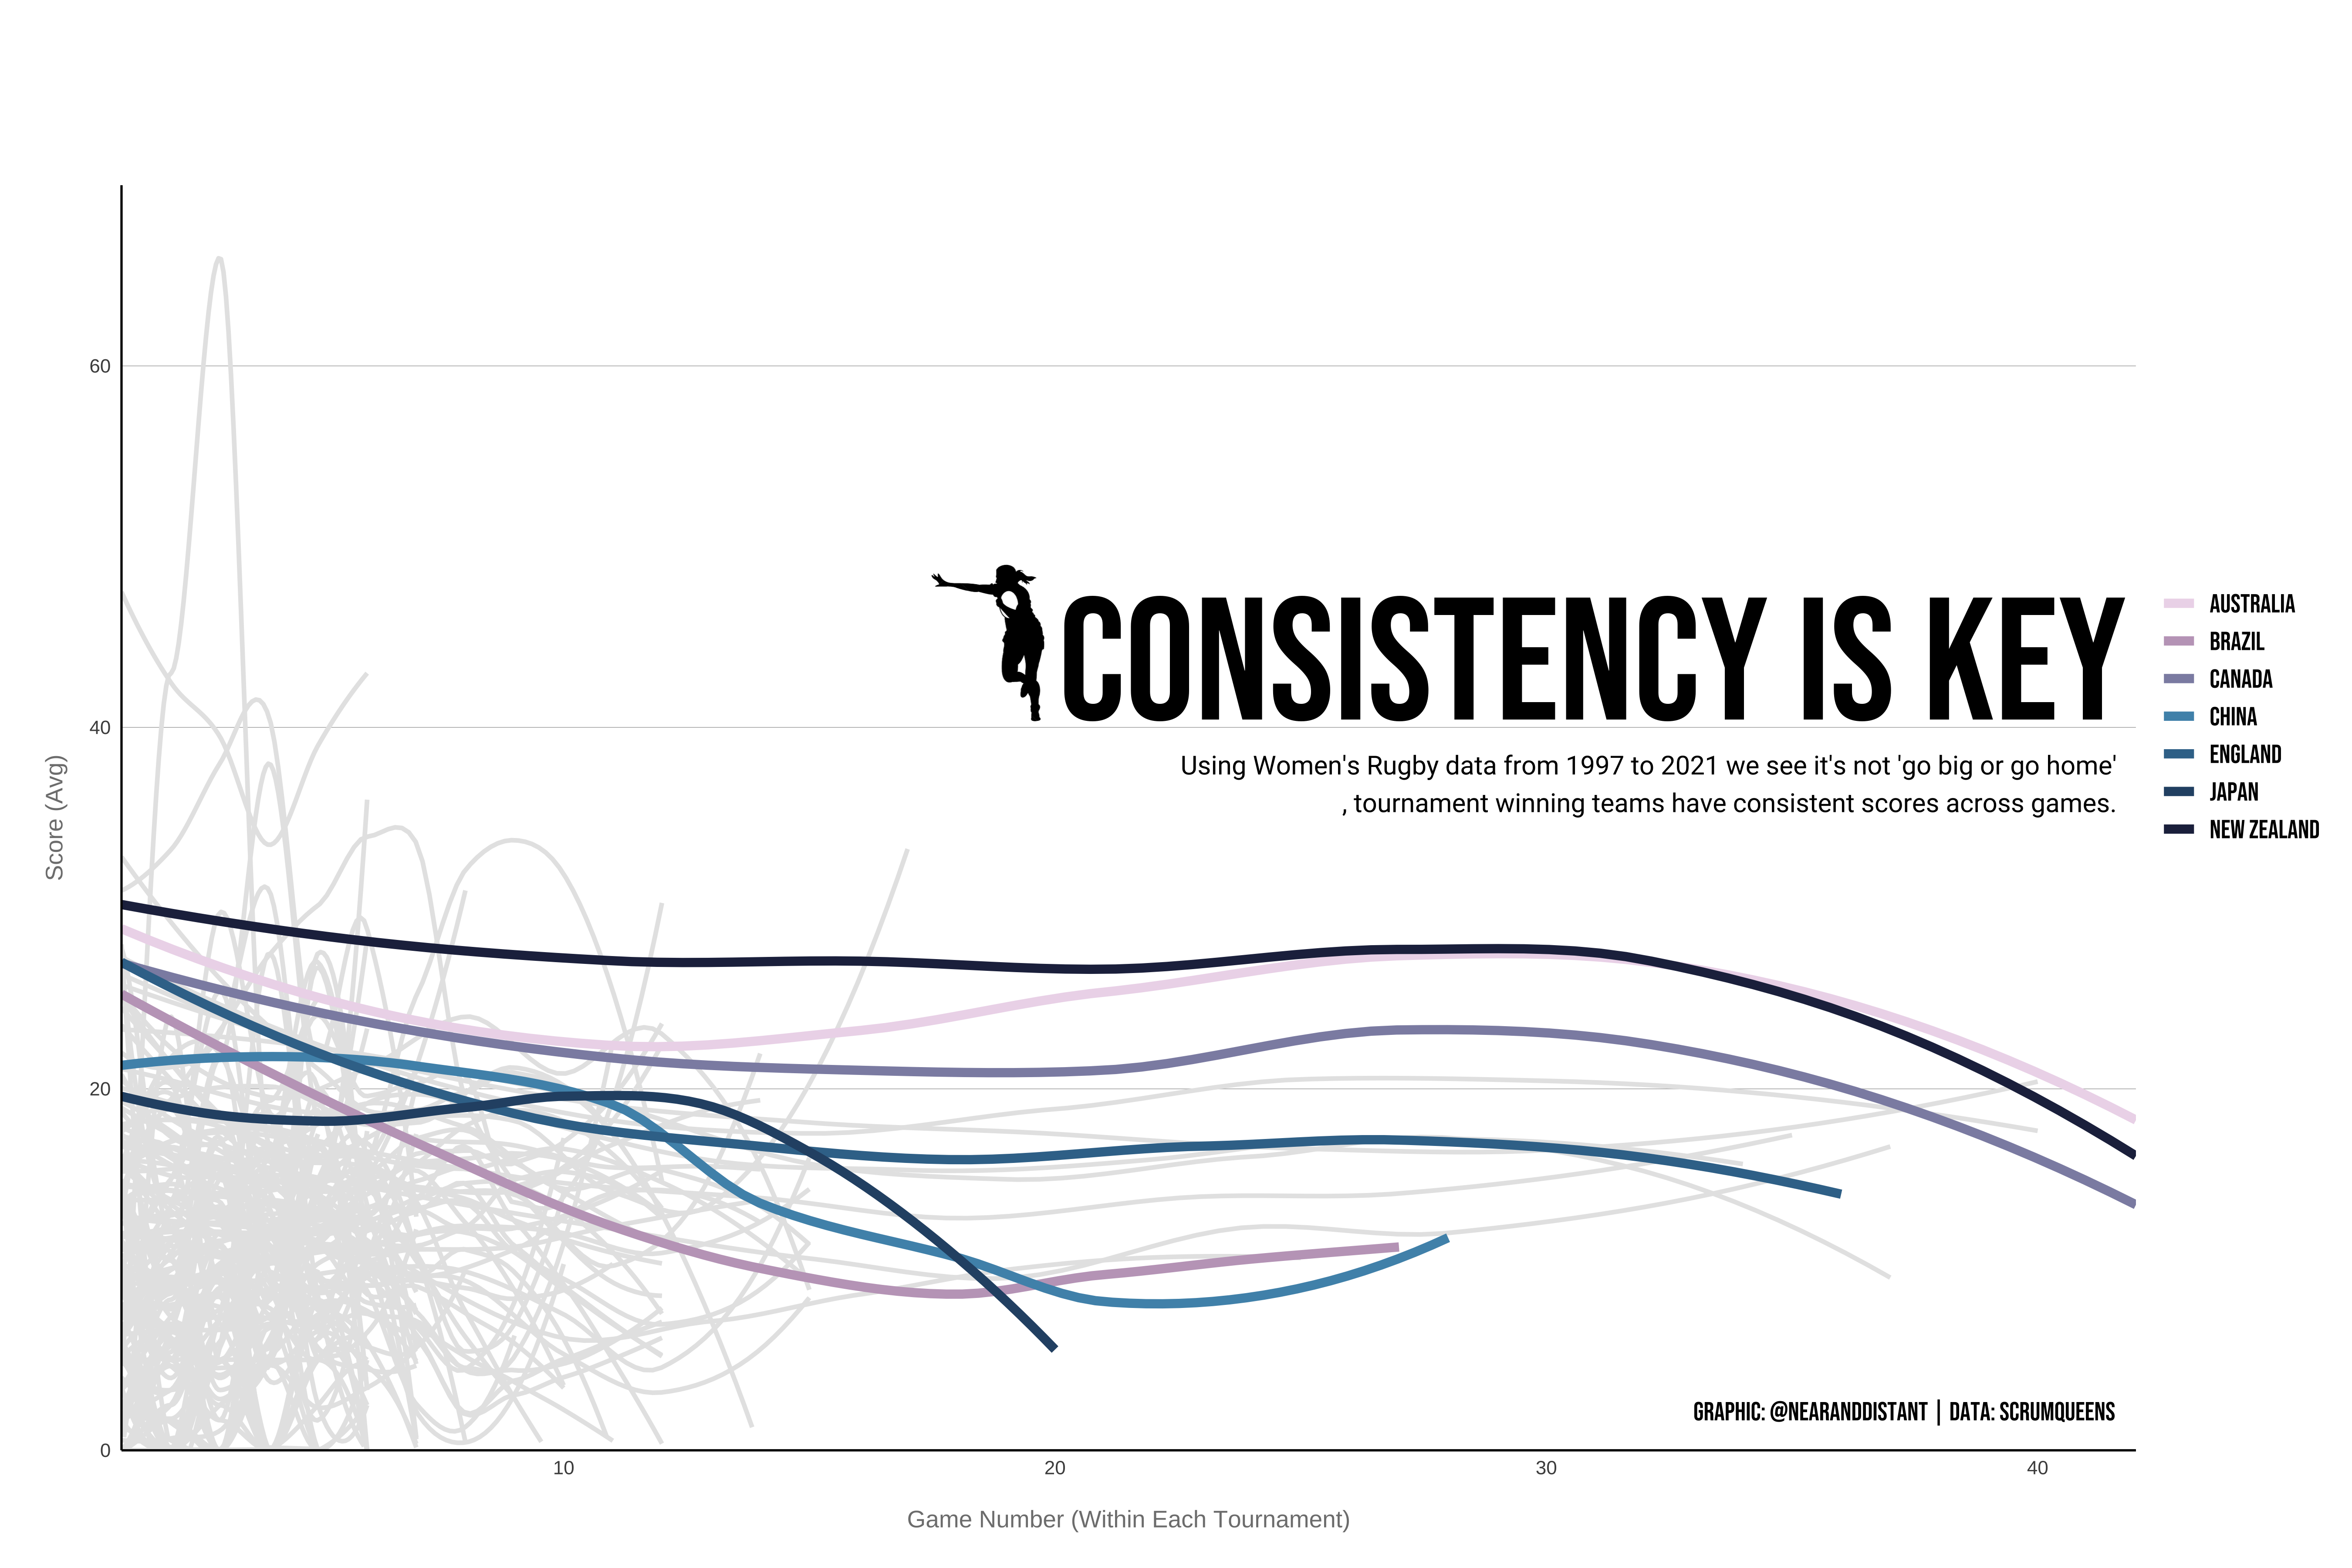 60
40
20
0
Score (Avg)
CONSISTENCY IS KEY
Using Women's Rugby data from 1997 to 2021 we see it's not 'go big or go home'
, tournament winning teams have consistent scores across games.
AUSTRALIA
BRAZIL
CANADA
CHINA
ENGLAND
JAPAN
NEW ZEALAND
GRAPHIC: @NEARANDDISTANT | DATA: SCRUMQUEENS
10 20 30 40
Game Number (Within Each Tournament)